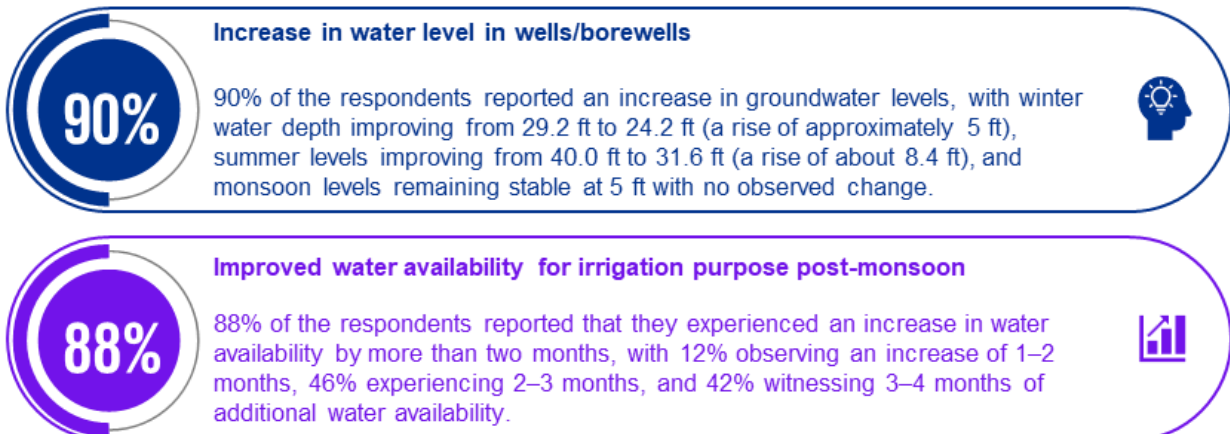 90%
Increase in water level in wells/borewells
90% of the respondents reported an increase in groundwater levels, with winter
water depth improving from 29.2 ft to 24.2 ft (a rise of approximately 5 ft),
summer levels improving from 40.0 ft to 31.6 ft (a rise of about 8.4 ft), and
monsoon levels remaining stable at 5 ft with no observed change.
88%
Improved water availability for irrigation purpose post-monsoon
88% of the respondents reported that they experienced an increase in water
availability by more than two months, with 12% observing an increase of 1–2
months, 46% experiencing 2–3 months, and 42% witnessing 3–4 months of
additional water availability.